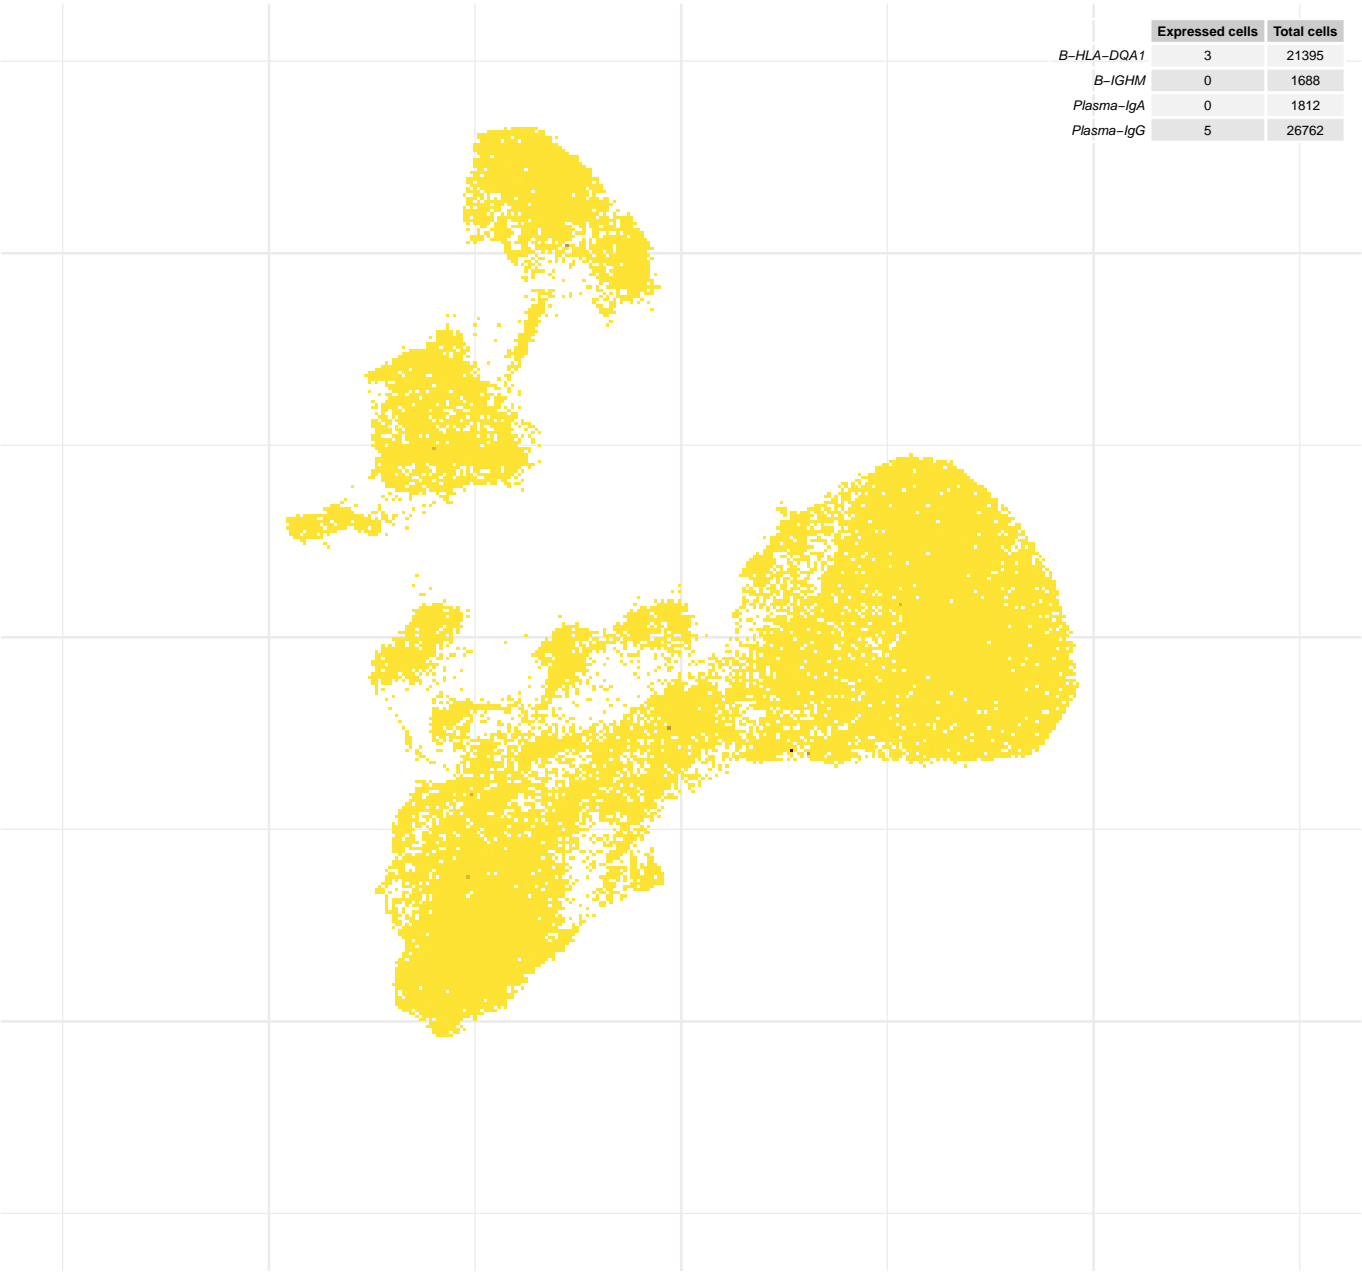 Expressed cells Total cells
B−HLA−DQA1 3 21395
B−IGHM 0 1688
Plasma−IgA 0 1812
Plasma−IgG 5 26762